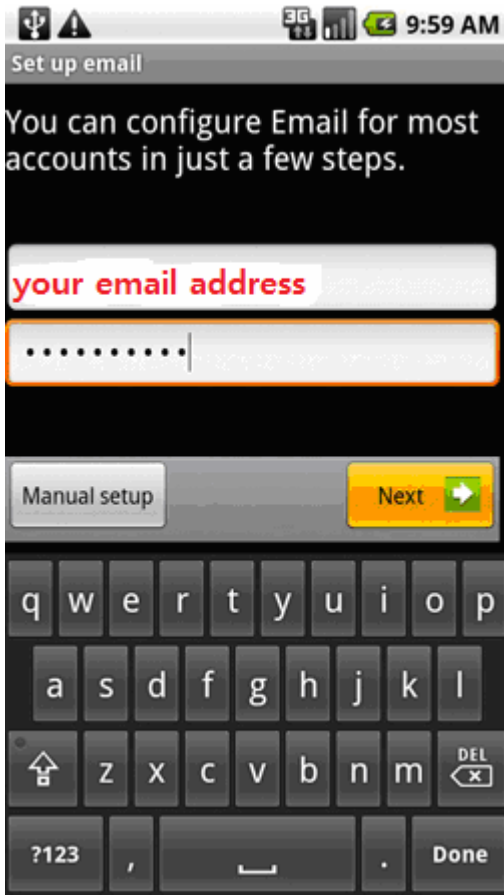 3G 9:59 AM
Set up email
You can configure Email for most
accounts in just a few steps.
your email address
••••••••••
Manual setup Next
q w e r t y u i o p
a s d f g h j k l
z x c v b n m DEL
?123 , . Done